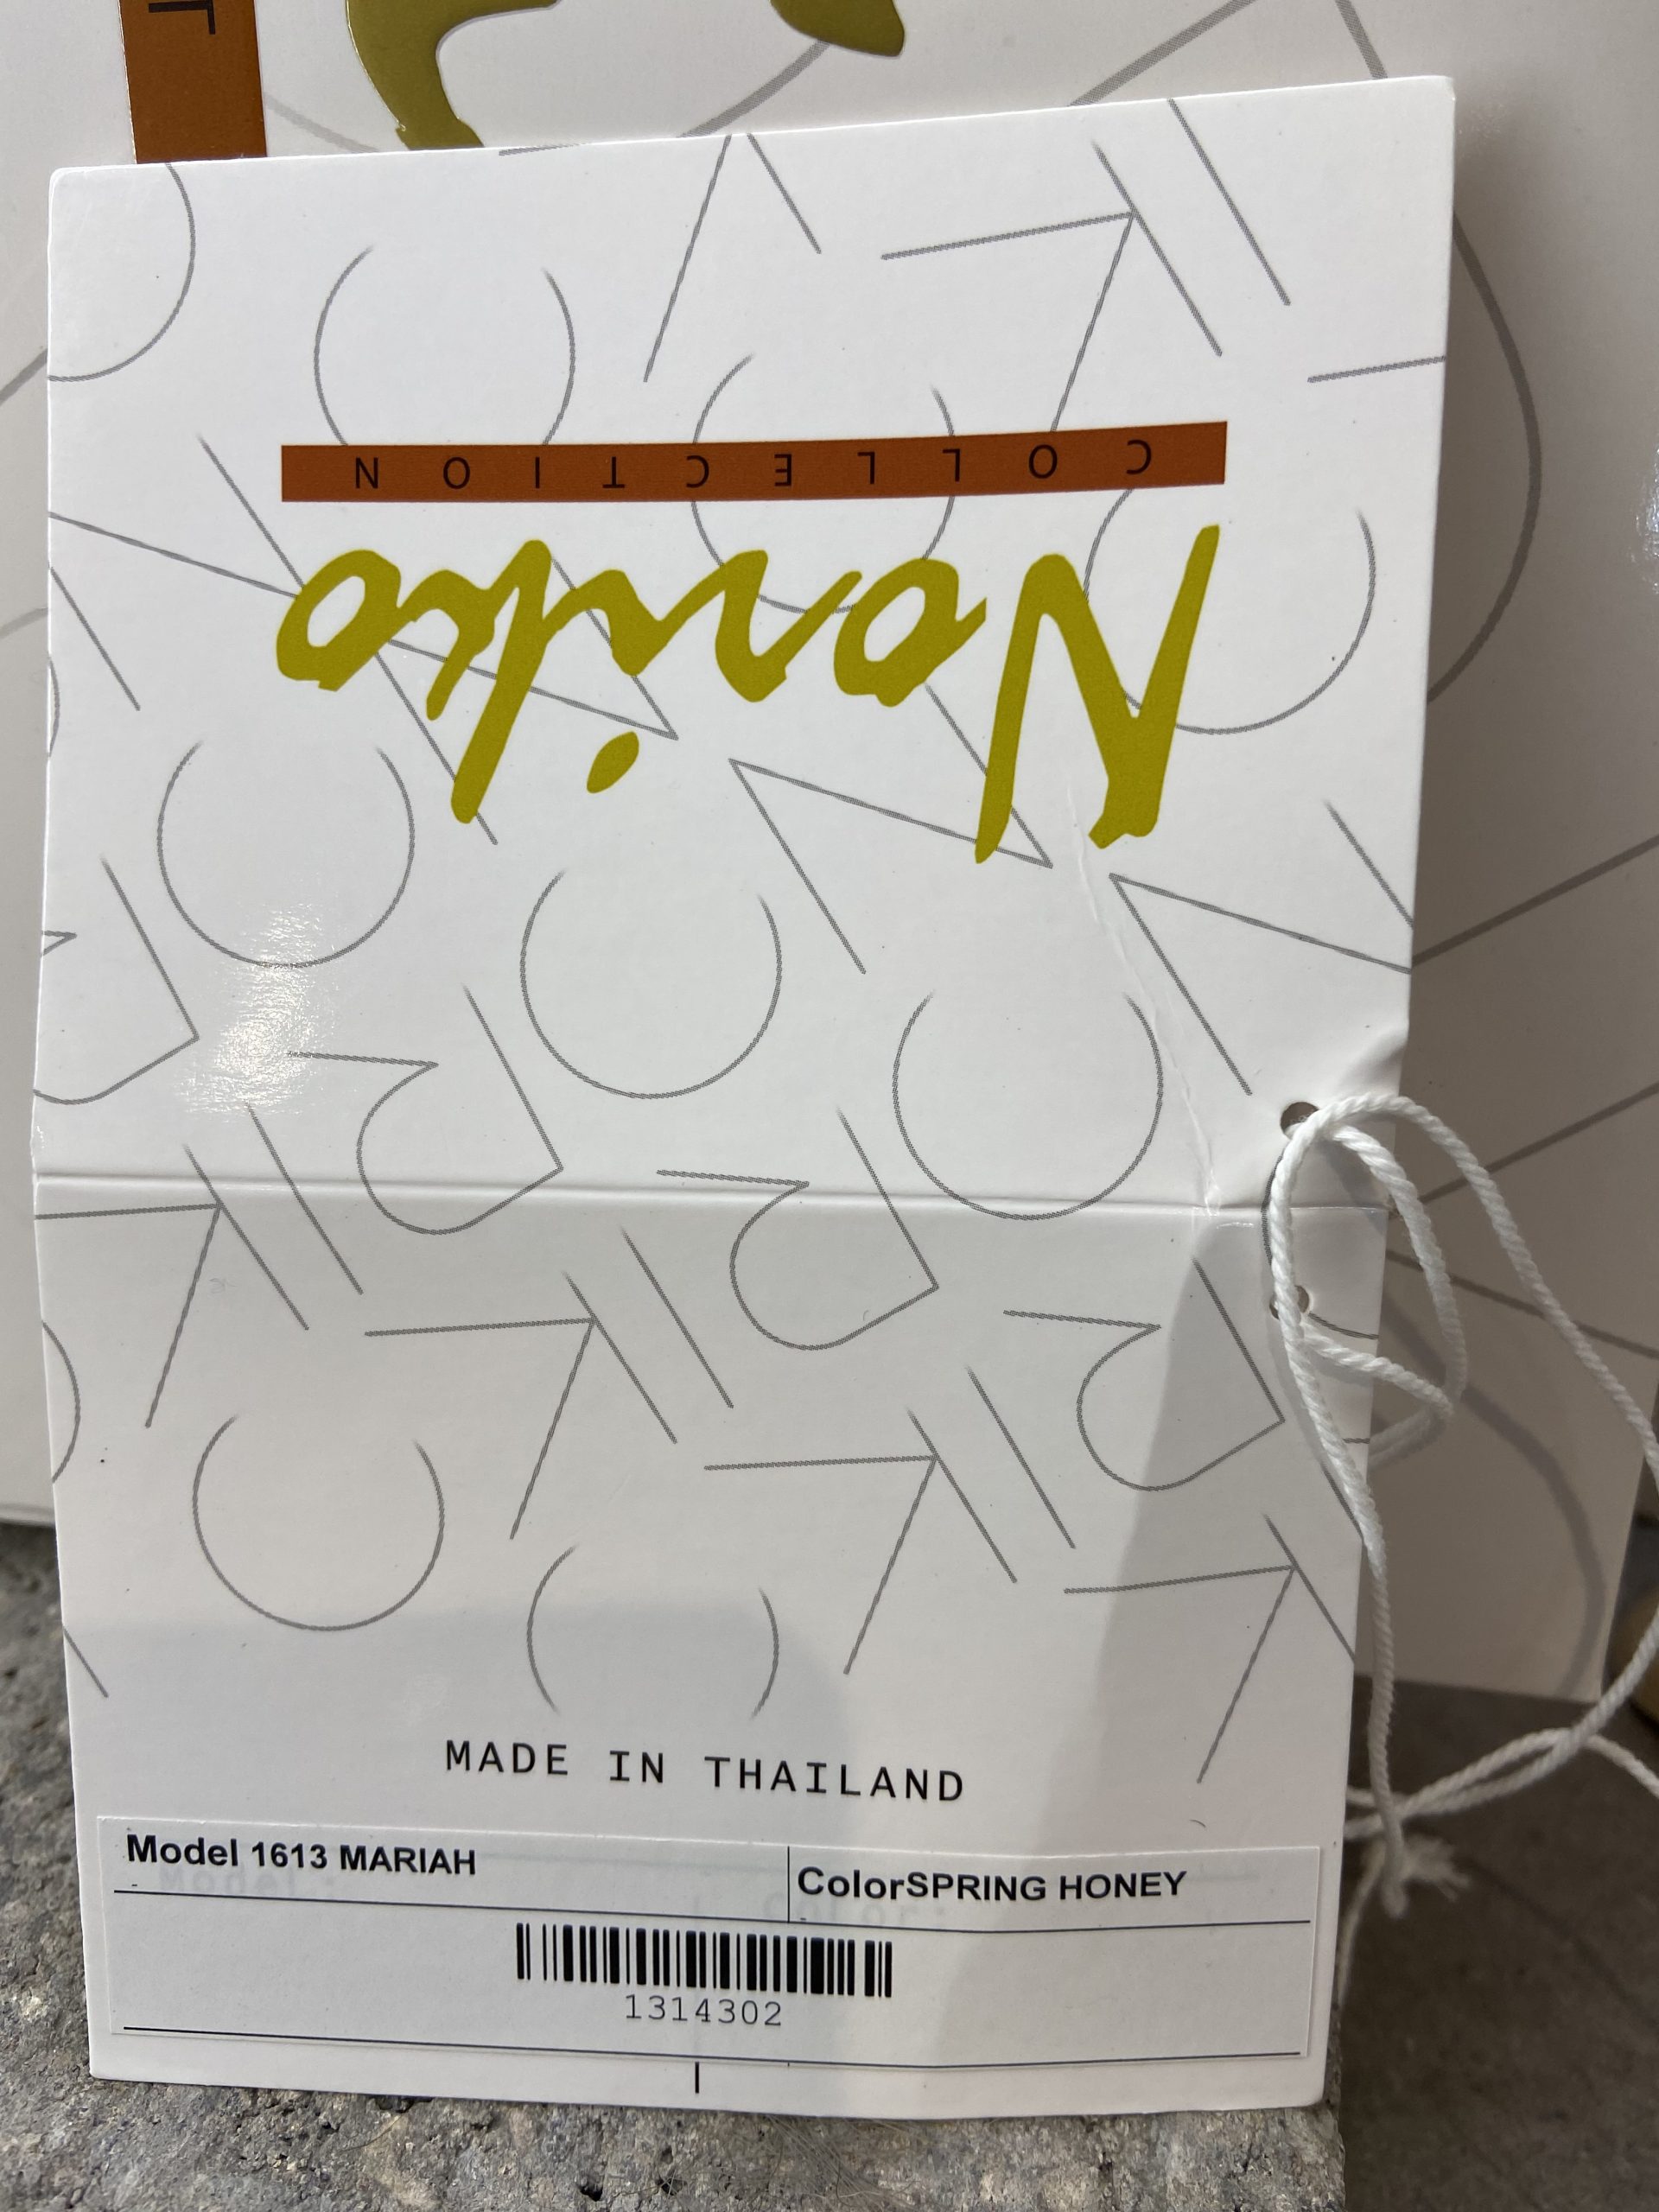 COLLECTION
Noriko
MADE IN THAILAND
Model 1613 MARIAH
ColorSPRING HONEY
1314302